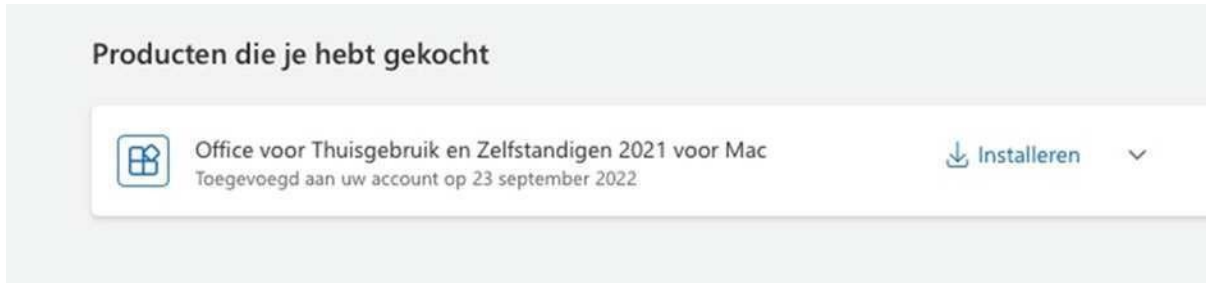 Producten die je hebt gekocht
Office voor Thuisgebruik en Zelfstandigen 2021 voor Mac
Installeren
Toegevoegd aan uw account op 23 september 2022